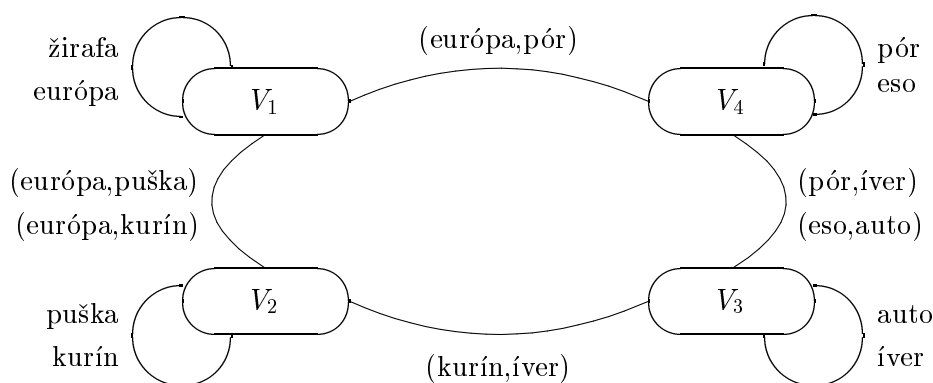 žirafa
európa
V₁
(európa,pór)
V₄
pór
eso
(európa,puška)
(európa,kurín)
(pór,íver)
(eso,auto)
puška
kurín
V₂
(kurín,íver)
V₃
auto
íver